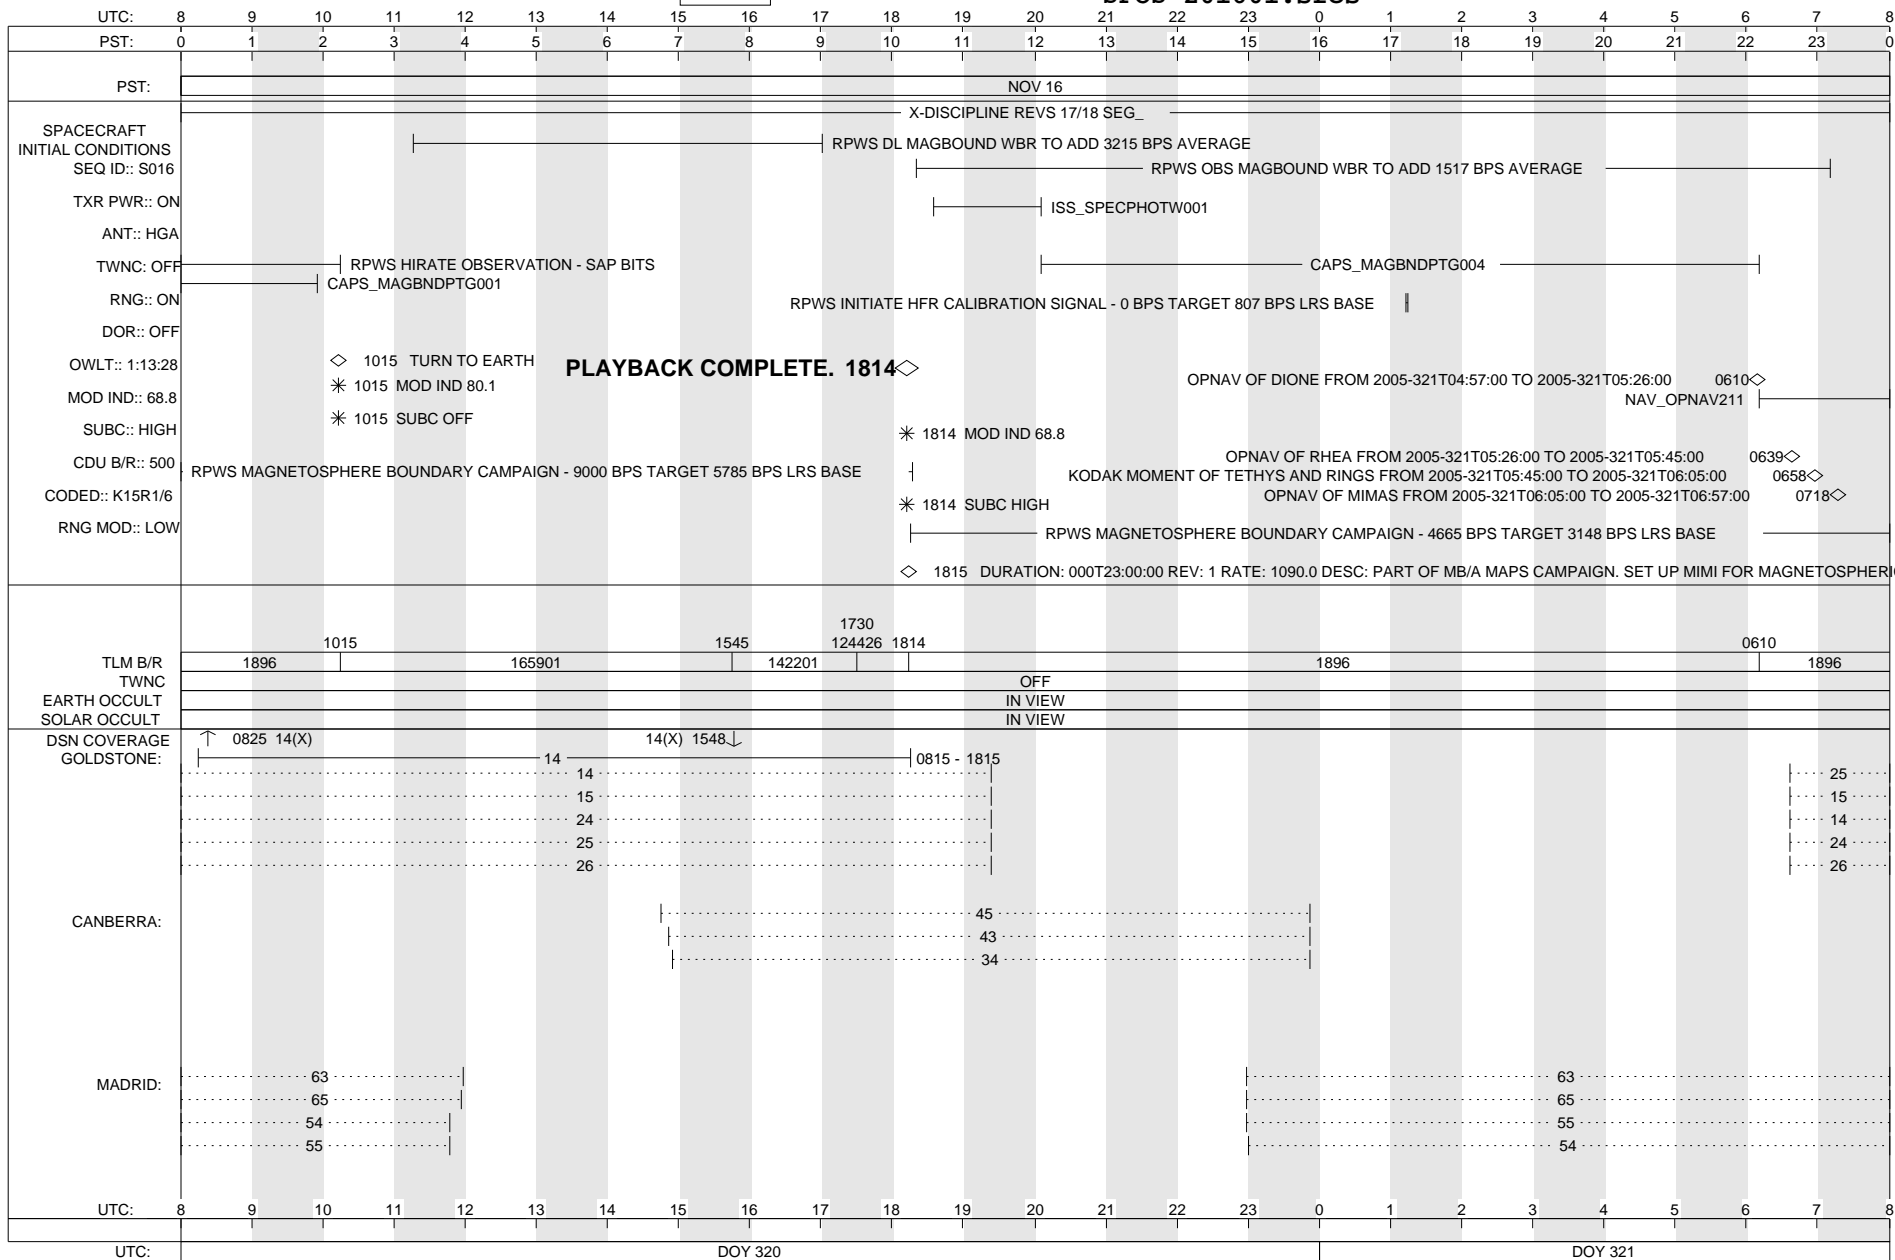 UTC: 8 9 10 11 12 13 14 15 16 17 18 19 20 21 22 23 0 1 2 3 4 5 6 7 8
PST: 0 1 2 3 4 5 6 7 8 9 10 11 12 13 14 15 16 17 18 19 20 21 22 23 0
PST: NOV 16
X-DISCIPLINE REVS 17/18 SEG_
SPACECRAFT
INITIAL CONDITIONS
RPWS DL MAGBOUND WBR TO ADD 3215 BPS AVERAGE
SEQ ID:: S016
RPWS OBS MAGBOUND WBR TO ADD 1517 BPS AVERAGE
TXR PWR:: ON
ISS_SPECPHOTW001
ANT:: HGA
TWNC: OFF
RPWS HIRATE OBSERVATION - SAP BITS
CAPS_MAGBNDPTG004
CAPS_MAGBNDPTG001
RNG:: ON
RPWS INITIATE HFR CALIBRATION SIGNAL - 0 BPS TARGET 807 BPS LRS BASE
DOR:: OFF
OWLT:: 1:13:28
1015 TURN TO EARTH
PLAYBACK COMPLETE. 1814
OPNAV OF DIONE FROM 2005-321T04:57:00 TO 2005-321T05:26:00 0610
1015 MOD IND 80.1
MOD IND:: 68.8
NAV_OPNAV211
1015 SUBC OFF
SUBC:: HIGH
1814 MOD IND 68.8
OPNAV OF RHEA FROM 2005-321T05:26:00 TO 2005-321T05:45:00 0639
CDU B/R:: 500
RPWS MAGNETOSPHERE BOUNDARY CAMPAIGN - 9000 BPS TARGET 5785 BPS LRS BASE
KODAK MOMENT OF TETHYS AND RINGS FROM 2005-321T05:45:00 TO 2005-321T06:05:00 0658
CODED:: K15R1/6
OPNAV OF MIMAS FROM 2005-321T06:05:00 TO 2005-321T06:57:00 0718
1814 SUBC HIGH
RNG MOD:: LOW
RPWS MAGNETOSPHERE BOUNDARY CAMPAIGN - 4665 BPS TARGET 3148 BPS LRS BASE
1815 DURATION: 000T23:00:00 REV: 1 RATE: 1090.0 DESC: PART OF MB/A MAPS CAMPAIGN. SET UP MIMI FOR MAGNETOSPHERI
1730
1015 1545 124426 1814 0610
TLM B/R 1896 165901 142201 1896 1896
TWNC OFF
EARTH OCCULT IN VIEW
SOLAR OCCULT IN VIEW
DSN COVERAGE 0825 14(X) 14(X) 1548
GOLDSTONE: 14 0815 - 1815
14 25
15 15
24 14
25 24
26 26
CANBERRA: 45
43
34
MADRID: 63 63
65 65
54 55
55 54
UTC: 8 9 10 11 12 13 14 15 16 17 18 19 20 21 22 23 0 1 2 3 4 5 6 7 8
UTC: DOY 320 DOY 321